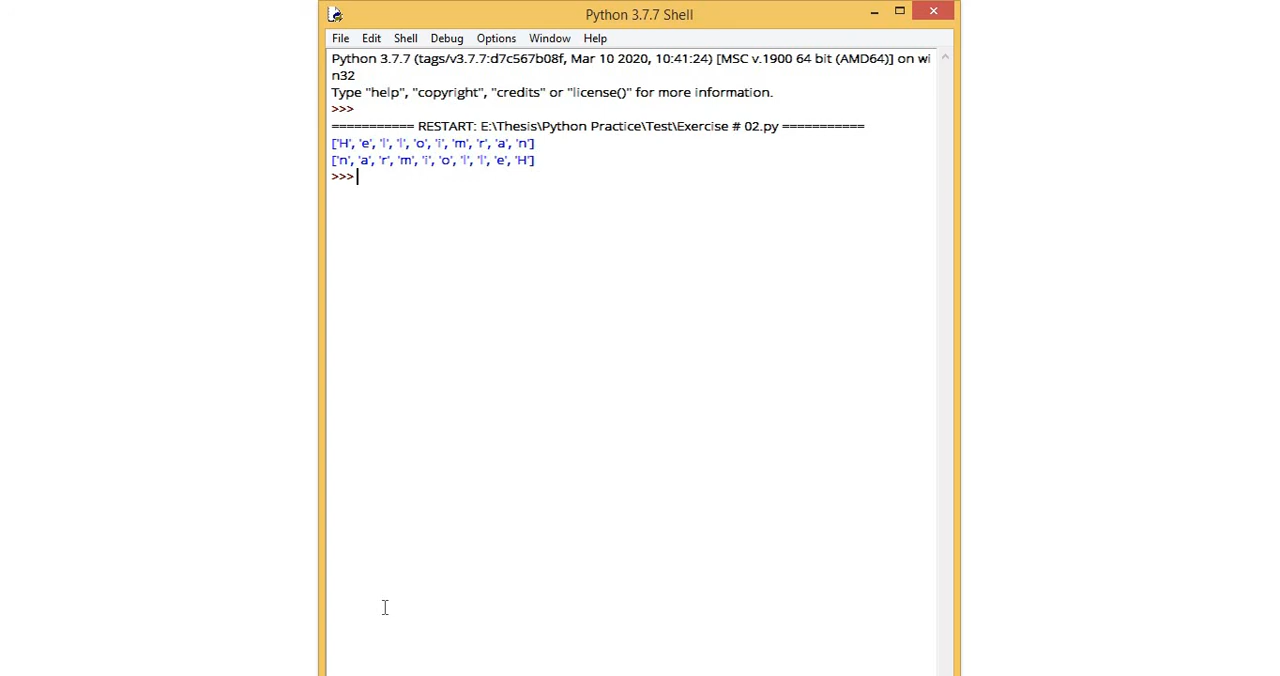 Python 3.7.7 Shell
File Edit Shell Debug Options Window Help
Python 3.7.7 (tags/v3.7.7:d7c567b08f, Mar 10 2020, 10:41:24) [MSC v.1900 64 bit (AMD64)] on wi
n32
Type "help", "copyright", "credits" or "license()" for more information.
>>>
=========== RESTART: E:\Thesis\Python Practice\Test\Exercise # 02.py ===========
['H', 'e', 'l', 'l', 'o', 'i', 'm', 'r', 'a', 'n']
['n', 'a', 'r', 'm', 'i', 'o', 'l', 'l', 'e', 'H']
>>>